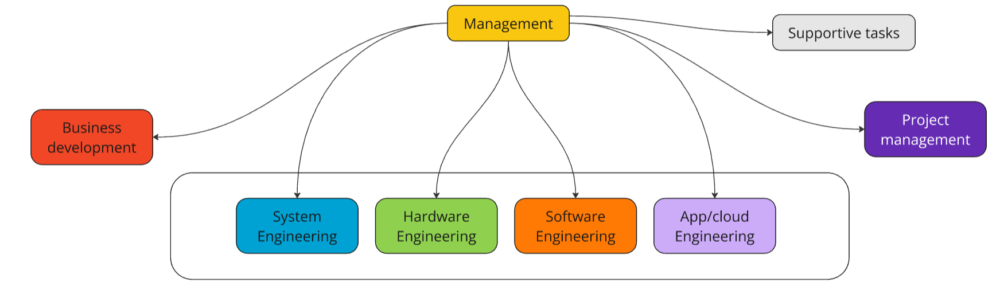 Management
Supportive tasks
Business
development
Project
management
System
Engineering
Hardware
Engineering
Software
Engineering
App/cloud
Engineering